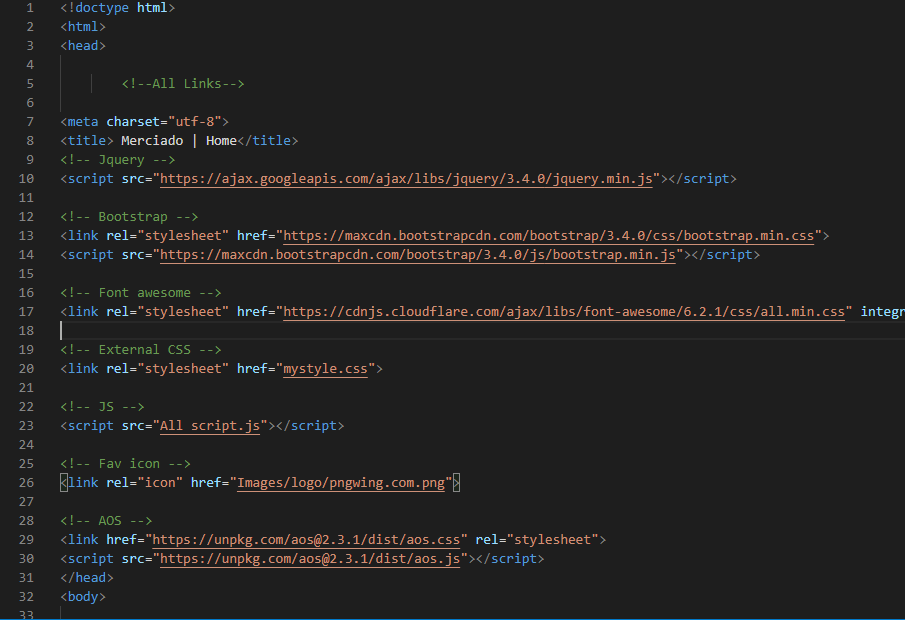 1 <!doctype html>
2 <html>
3 <head>
4
5 <!--All Links-->
6
7 <meta charset="utf-8">
8 <title> Merciado | Home</title>
9 <!-- Jquery -->
10 <script src="https://ajax.googleapis.com/ajax/libs/jquery/3.4.0/jquery.min.js"></script>
11
12 <!-- Bootstrap -->
13 <link rel="stylesheet" href="https://maxcdn.bootstrapcdn.com/bootstrap/3.4.0/css/bootstrap.min.css">
14 <script src="https://maxcdn.bootstrapcdn.com/bootstrap/3.4.0/js/bootstrap.min.js"></script>
15
16 <!-- Font awesome -->
17 <link rel="stylesheet" href="https://cdnjs.cloudflare.com/ajax/libs/font-awesome/6.2.1/css/all.min.css" integr
18
19 <!-- External CSS -->
20 <link rel="stylesheet" href="mystyle.css">
21
22 <!-- JS -->
23 <script src="All script.js"></script>
24
25 <!-- Fav icon -->
26 <link rel="icon" href="Images/logo/pngwing.com.png">
27
28 <!-- AOS -->
29 <link href="https://unpkg.com/aos@2.3.1/dist/aos.css" rel="stylesheet">
30 <script src="https://unpkg.com/aos@2.3.1/dist/aos.js"></script>
31 </head>
32 <body>
33